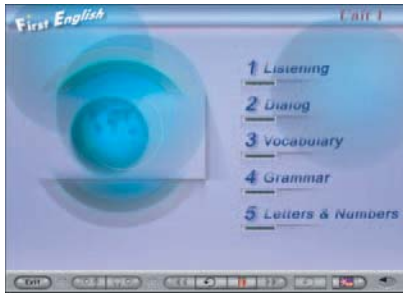 First English
Unit 1
1 Listening
2 Dialog
3 Vocabulary
4 Grammar
5 Letters & Numbers
Exit